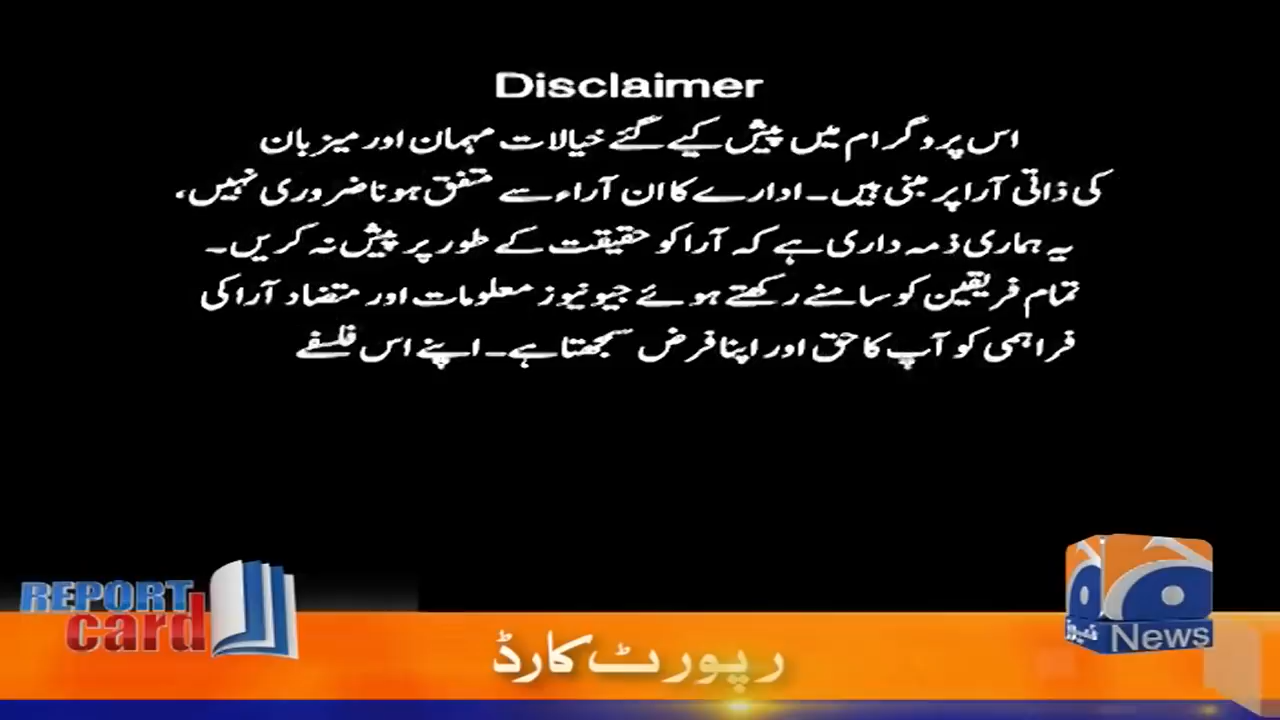 Disclaimer
اس پروگرام میں پیش کیے گئے خیالات مہمان اور میزبان
کی ذاتی آرا پر مبنی ہیں۔ ادارے کا ان آراء سے متفق ہونا ضروری نہیں،
یہ ہماری ذمہ داری ہے کہ آرا کو حقیقت کے طور پر پیش نہ کریں۔
تمام فریقین کو سامنے رکھتے ہوئے جیو نیوز معلومات اور متضاد آرا کی
فراہمی کو آپ کا حق اور اپنا فرض سمجھتا ہے۔ اپنے اس فلسفے
REPORT
card
رپورٹ کارڈ
جیو
نیوز News